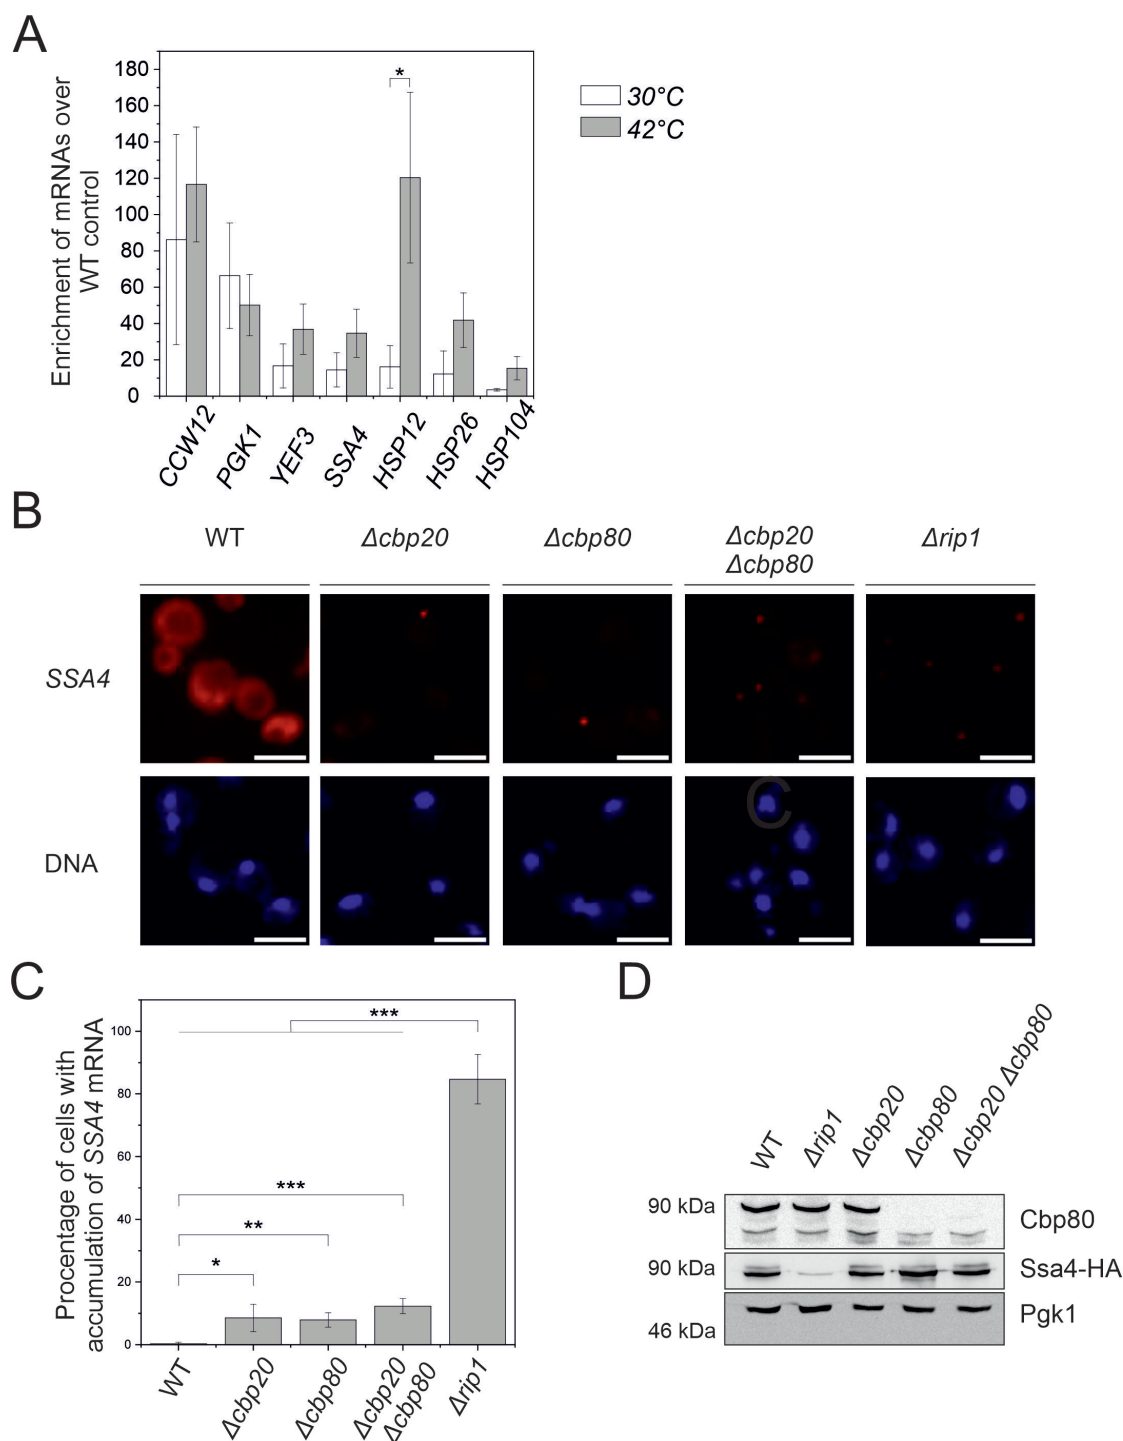 A
Enrichment of mRNAs over
WT control
180
160
140
120
100
80
60
40
20
0
*
30°C
42°C
CCW12
PGK1
YEF3
SSA4
HSP12
HSP26
HSP104
B
WT
Δcbp20
Δcbp80
Δcbp20
Δcbp80
Δrip1
SSA4
DNA
C
C
Procentage of cells with
accumulation of SSA4 mRNA
100
80
60
40
20
0
***
***
**
*
WT
Δcbp20
Δcbp80
Δcbp20
Δcbp80
Δrip1
D
WT
Δrip1
Δcbp20
Δcbp80
Δcbp20 Δcbp80
90 kDa
Cbp80
90 kDa
Ssa4-HA
Pgk1
46 kDa